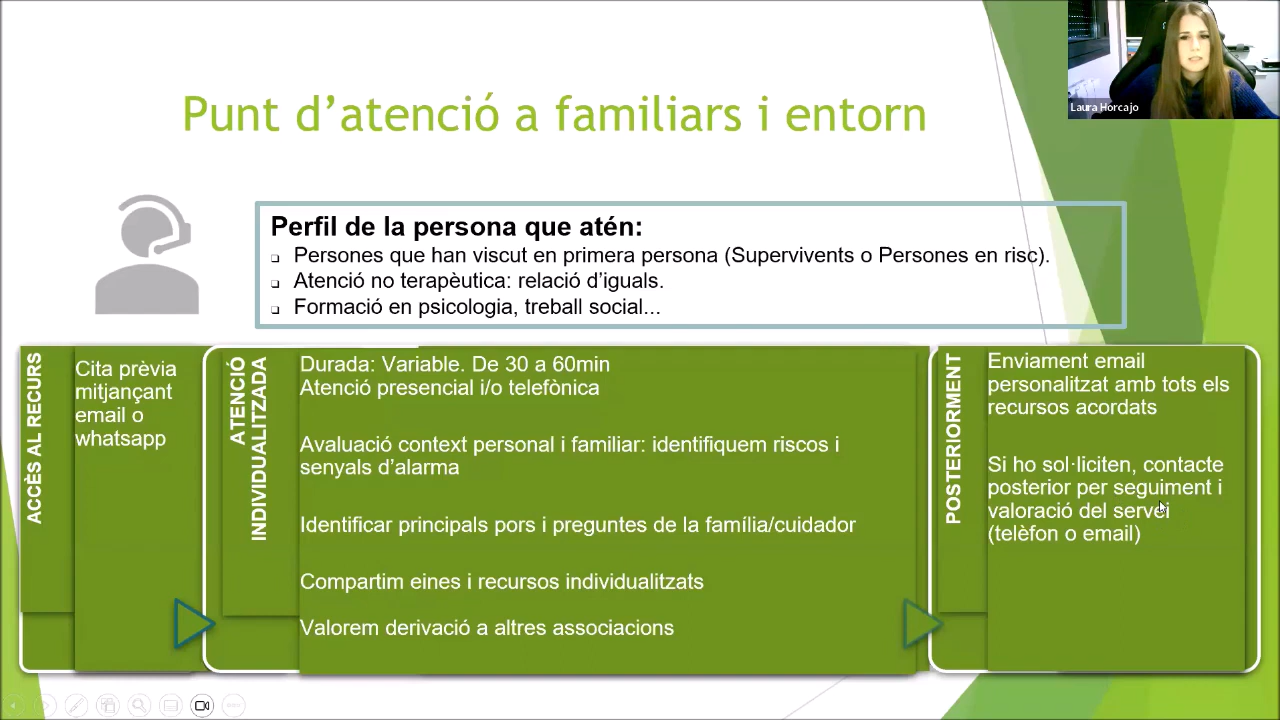 Laura Horcajo
Punt d’atenció a familiars i entorn
Perfil de la persona que atén:
Persones que han viscut en primera persona (Supervivents o Persones en risc).
Atenció no terapèutica: relació d’iguals.
Formació en psicologia, treball social...
ACCÈS AL RECURS
Cita prèvia
mitjançant
email o
whatsapp
ATENCIÓ
INDIVIDUALITZADA
Durada: Variable. De 30 a 60min
Atenció presencial i/o telefònica
Avaluació context personal i familiar: identifiquem riscos i
senyals d’alarma
Identificar principals pors i preguntes de la família/cuidador
Compartim eines i recursos individualitzats
Valorem derivació a altres associacions
POSTERIORMENT
Enviament email
personalitzat amb tots els
recursos acordats
Si ho sol·liciten, contacte
posterior per seguiment i
valoració del servei
(telèfon o email)